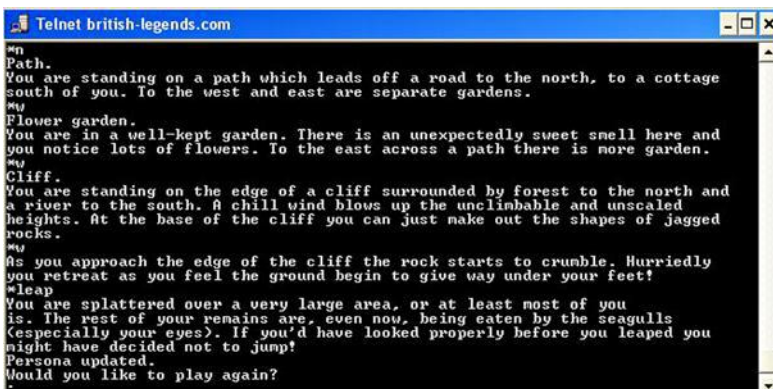 Telnet british-legends.com
*n
Path.
You are standing on a path which leads off a road to the north, to a cottage
south of you. To the west and east are separate gardens.
*w
Flower garden.
You are in a well-kept garden. There is an unexpectedly sweet smell here and
you notice lots of flowers. To the east across a path there is more garden.
*w
Cliff.
You are standing on the edge of a cliff surrounded by forest to the north and
a river to the south. A chill wind blows up the unclimbable and unscaled
heights. At the base of the cliff you can just make out the shapes of jagged
rocks.
*w
As you approach the edge of the cliff the rock starts to crumble. Hurriedly
you retreat as you feel the ground begin to give way under your feet!
*leap
You are splattered over a very large area, or at least most of you
is. The rest of your remains are, even now, being eaten by the seagulls
(especially your eyes). If you'd have looked properly before you leaped you
might have decided not to jump!
Persona updated.
Would you like to play again?